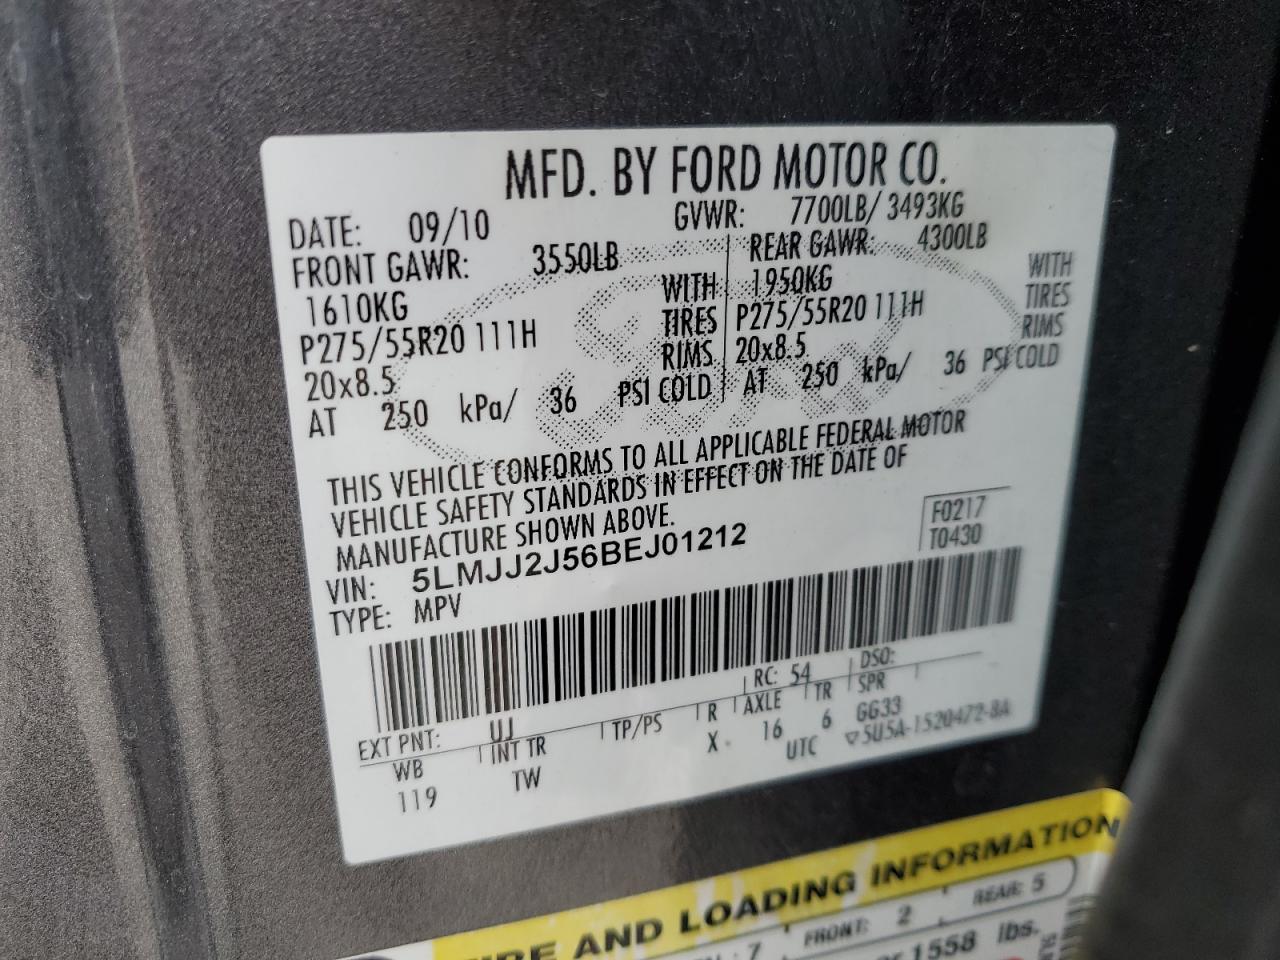 MFD. BY FORD MOTOR CO.
DATE: 09/10 GVWR: 7700LB/ 3493KG
FRONT GAWR: 3550LB REAR GAWR: 4300LB
1610KG WITH 1950KG WITH
P275/55R20 111H TIRES P275/55R20 111H TIRES
20x8.5 RIMS 20x8.5 RIMS
AT 250 kPa/ 36 PSI COLD AT 250 kPa/ 36 PSI COLD
THIS VEHICLE CONFORMS TO ALL APPLICABLE FEDERAL MOTOR
VEHICLE SAFETY STANDARDS IN EFFECT ON THE DATE OF
MANUFACTURE SHOWN ABOVE.
F0217
T0430
VIN: 5LMJJ2J56BEJ01212
TYPE: MPV
EXT PNT: UJ RC: 54 DSO:
WB INT TR TP/PS R AXLE TR SPR
119 TW X 16 6 GG33
UTC ▽5U5A-1520472-8A
AND LOADING INFORMATION
7 FRONT: 2 REAR: 5
1558 lbs.